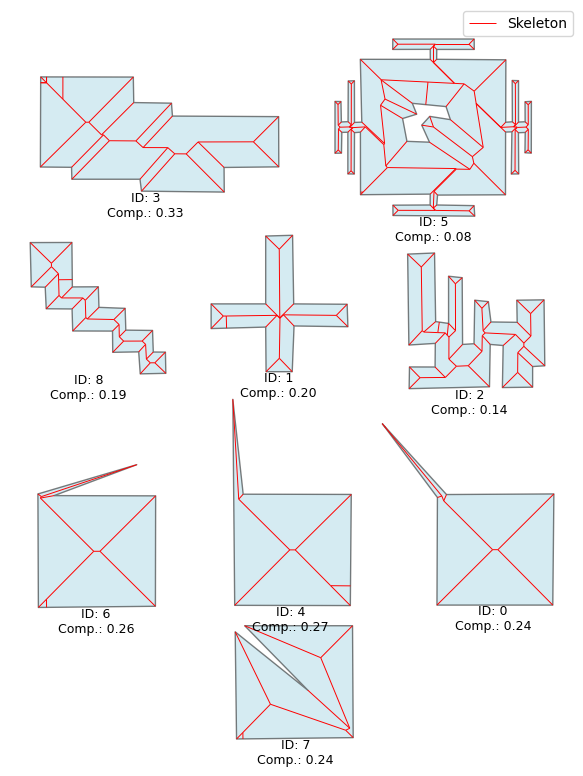 Skeleton
ID: 3
Comp.: 0.33
ID: 5
Comp.: 0.08
ID: 8
Comp.: 0.19
ID: 1
Comp.: 0.20
ID: 2
Comp.: 0.14
ID: 6
Comp.: 0.26
ID: 4
Comp.: 0.27
ID: 0
Comp.: 0.24
ID: 7
Comp.: 0.24